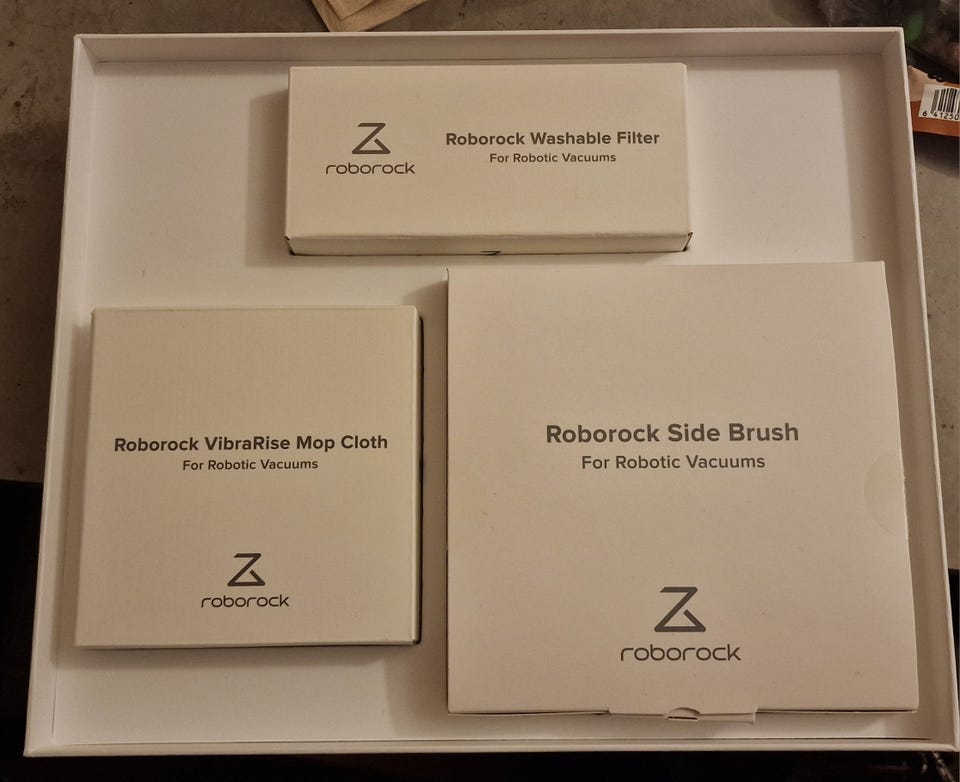 roborock
Roborock Washable Filter
For Robotic Vacuums
Roborock VibraRise Mop Cloth
For Robotic Vacuums
roborock
Roborock Side Brush
For Robotic Vacuums
roborock